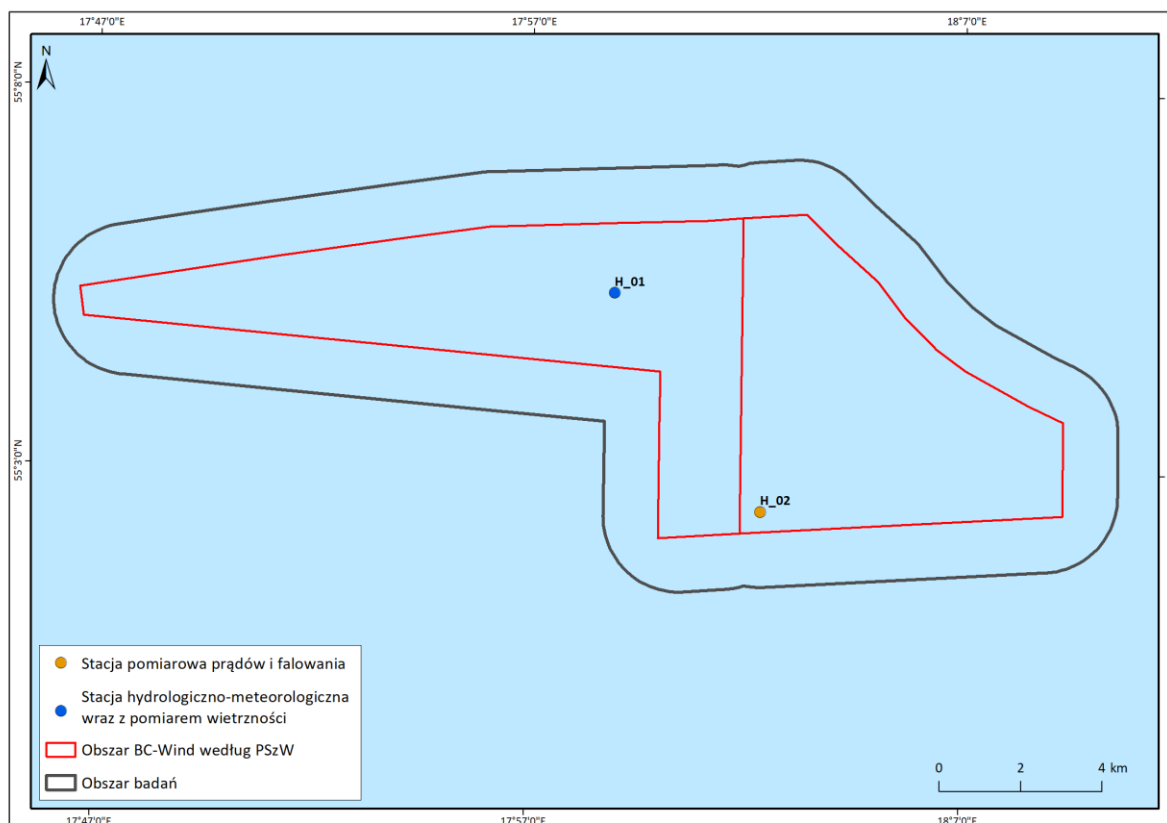 17°47'0"E
17°57'0"E
18°7'0"E
N
55°8'0"N
H_01
55°3'0"N
H_02
Stacja pomiarowa prądów i falowania
Stacja hydrologiczno-meteorologiczna
wraz z pomiarem wietrzności
Obszar BC-Wind według PSzW
Obszar badań
0 2 4 km
17°47'0"E
17°57'0"E
18°7'0"E